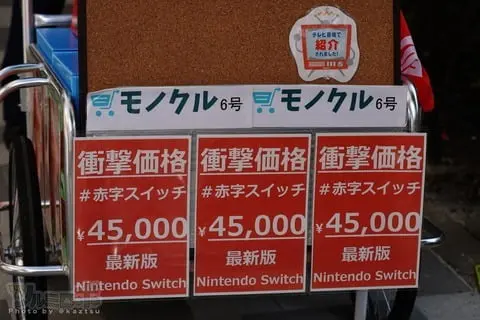 テレビ番組で
紹介
されました!
モノクル6号
モノクル6号
衝撃価格
#赤字スイッチ
¥45,000
最新版
Nintendo Switch
衝撃価格
#赤字スイッチ
¥45,000
最新版
Nintendo Switch
衝撃価格
#赤字スイッチ
¥45,000
最新版
Nintendo Switch
Photo by @kaztsu